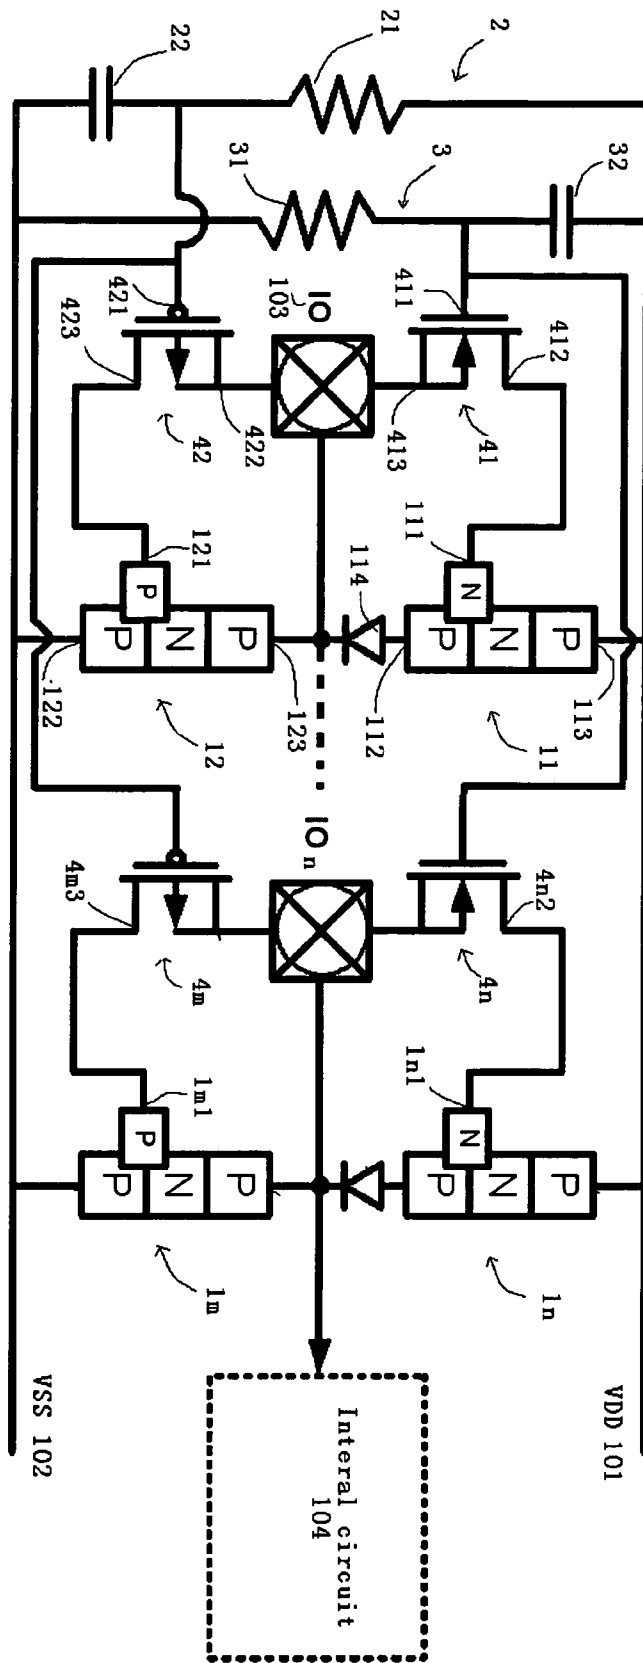 VDD 101
32
113
412
11
4n2
1n
P
P
2
41
N
4n
N
411
111
N
1n1
N
3
413
P
P
112
114
21
31
IO
103
IOn
Interal circuit
104
123
422
P
P
42
12
N
4m
N
1m
22
421
121
P
1m1
P
423
P
4m3
P
122
VSS 102